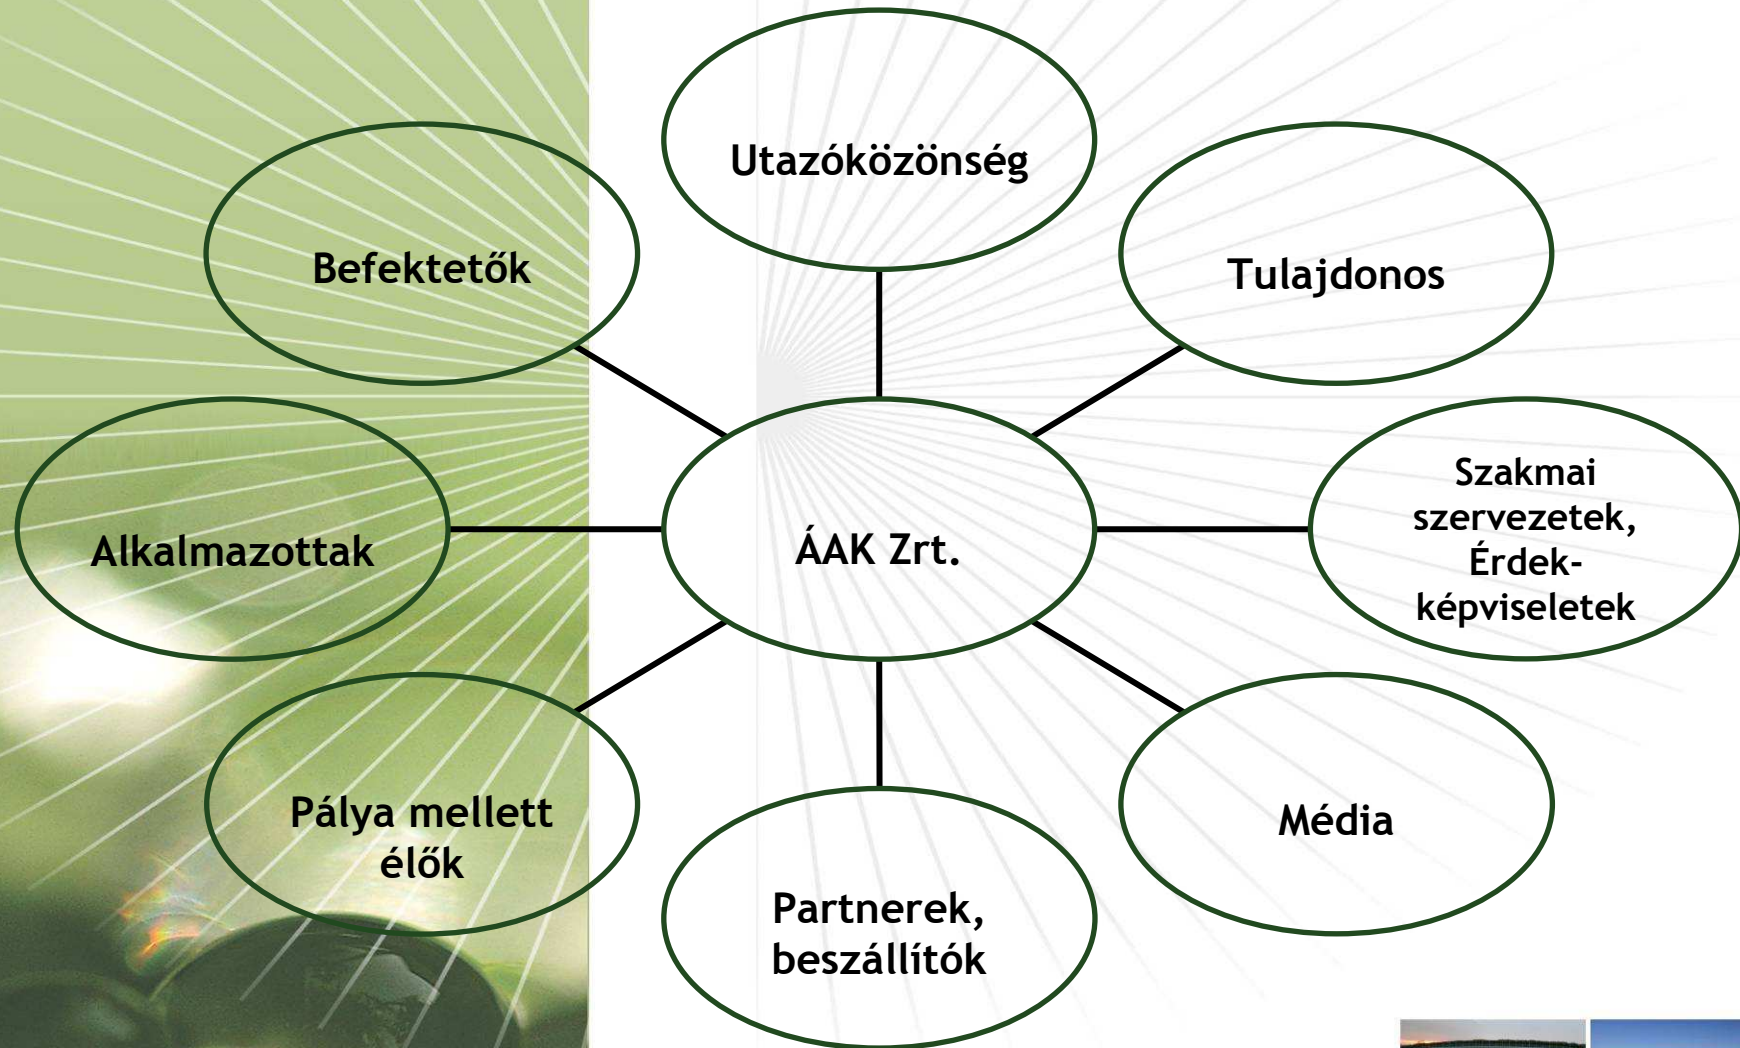 Utazóközönség
Befektetők
Tulajdonos
Szakmai
szervezetek,
Érdek-
képviseletek
Alkalmazottak
ÁAK Zrt.
Pálya mellett
élők
Média
Partnerek,
beszállítók